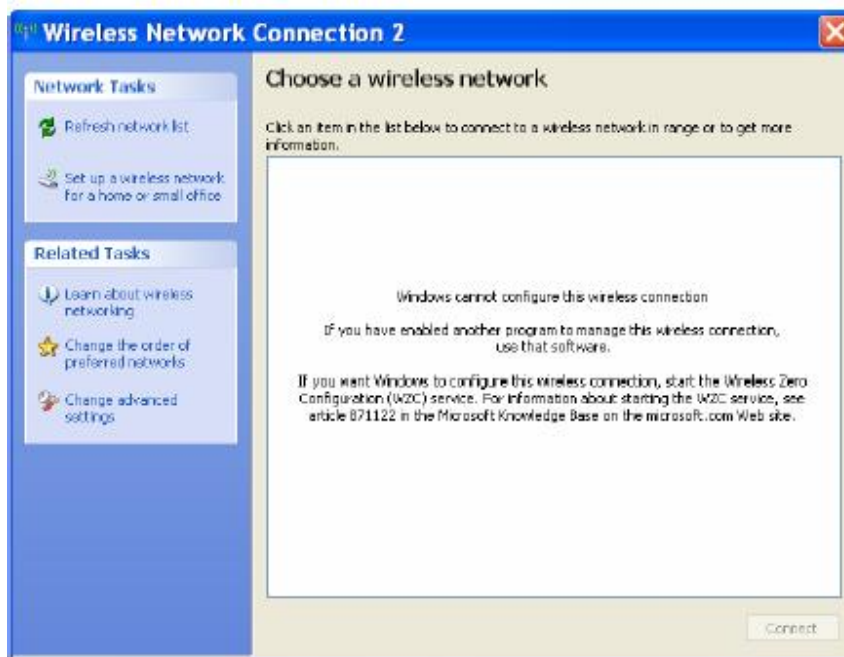 Wireless Network Connection 2
Network Tasks
Refresh network list
Set up a wireless network
for a home or small office
Related Tasks
Learn about wireless
networking
Change the order of
preferred networks
Change advanced
settings
Choose a wireless network
Click an item in the list below to connect to a wireless network in range or to get more
information.
Windows cannot configure this wireless connection
If you have enabled another program to manage this wireless connection,
use that software.
If you want Windows to configure this wireless connection, start the Wireless Zero
Configuration (WZC) service. For information about starting the WZC service, see
article 871122 in the Microsoft Knowledge Base on the microsoft.com Web site.
Connect